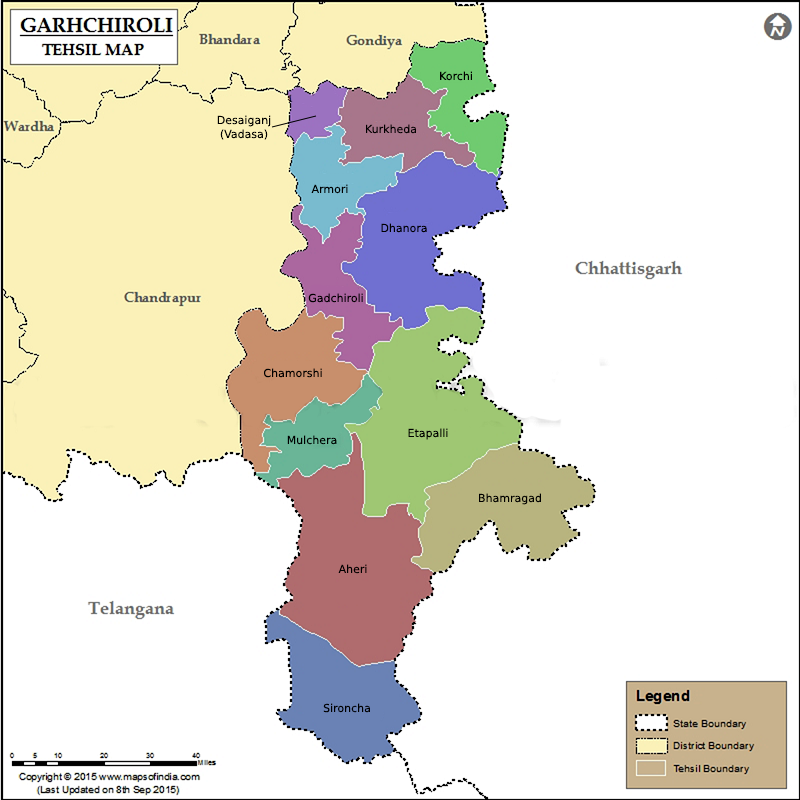 GARHCHIROLI
TEHSIL MAP
Bhandara
Gondiya
N
Korchi
Desaiganj
(Vadasa)
Wardha
Kurkheda
Armori
Dhanora
Chhattisgarh
Chandrapur
Gadchiroli
Chamorshi
Mulchera
Etapalli
Bhamragad
Aheri
Telangana
Sironcha
Legend
State Boundary
District Boundary
Tehsil Boundary
0 5 10 20 30 40
Miles
Copyright © 2015 www.mapsofindia.com
(Last Updated on 8th Sep 2015)